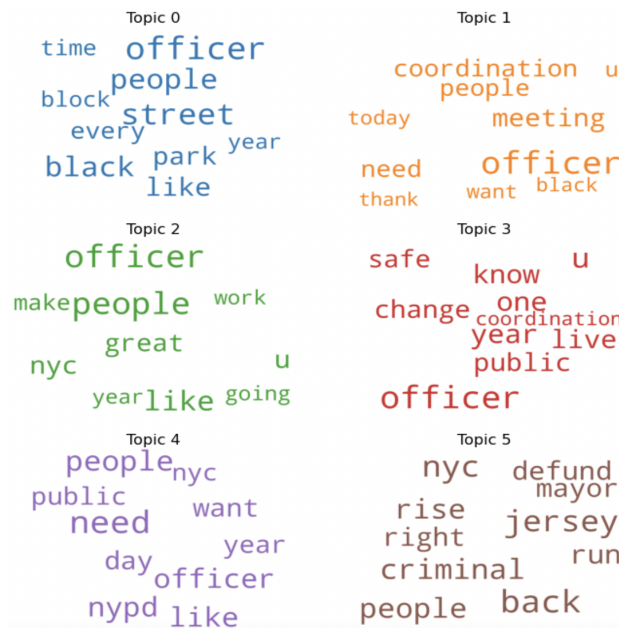 Topic 0
time officer
people
block
street
every
year
black park
like
Topic 1
coordination u
people
today meeting
need officer
thank want black
Topic 2
officer
make people work
great
nyc u
year like going
Topic 3
safe u
know
change one
coordination
year live
public
officer
Topic 4
people nyc
public
want
need
year
day
officer
nypd like
Topic 5
nyc defund
mayor
rise
jersey
right
run
criminal
people back